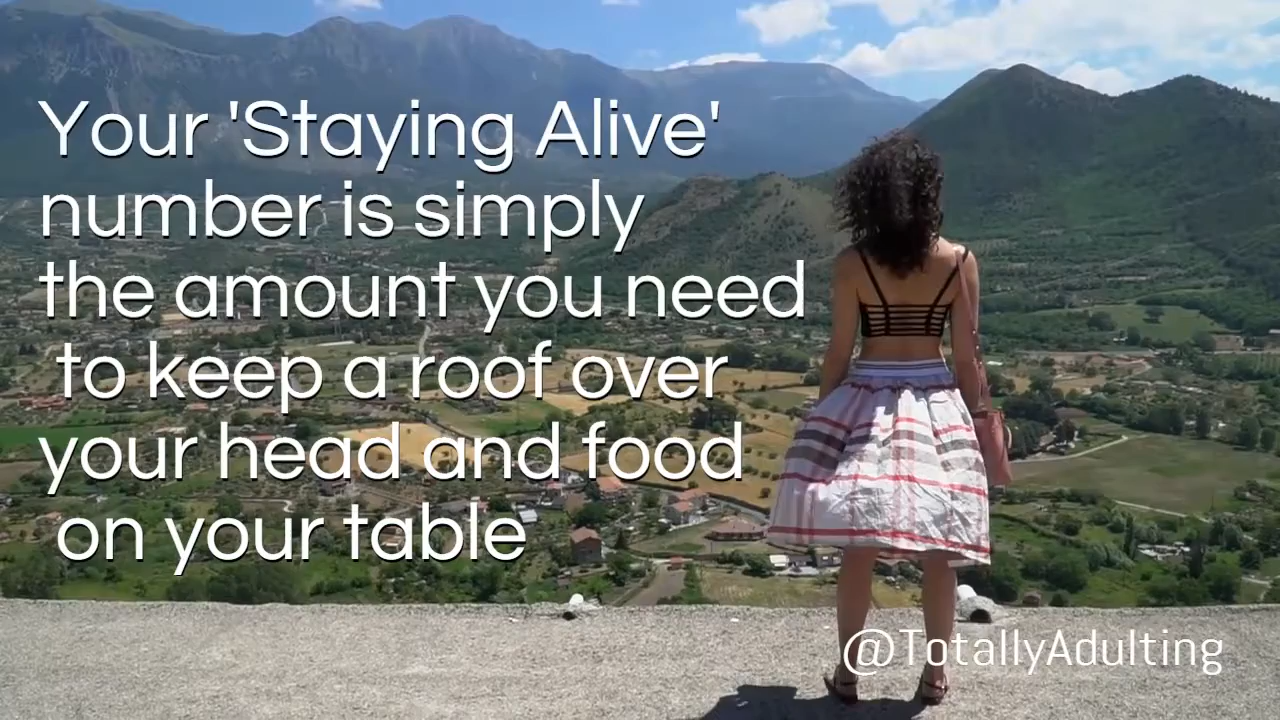 Your 'Staying Alive'
number is simply
the amount you need
to keep a roof over
your head and food
on your table
@TotallyAdulting